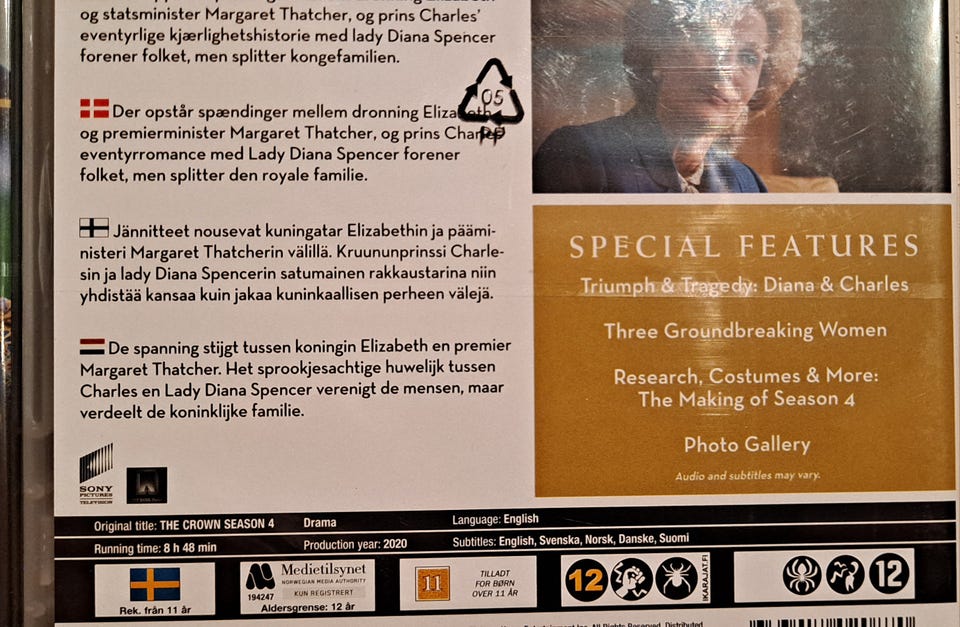 og statsminister Margaret Thatcher, og prins Charles'
eventyrlige kjærlighetshistorie med lady Diana Spencer
forener folket, men splitter kongefamilien.
Der opstår spændinger mellem dronning Elizabeth
og premierminister Margaret Thatcher, og prins Charles'
eventyrromance med Lady Diana Spencer forener
folket, men splitter den royale familie.
05
PP
Jännitteet nousevat kuningatar Elizabethin ja päämi-
nisteri Margaret Thatcherin välillä. Kruununprinssi Charle-
sin ja lady Diana Spencerin satumainen rakkaustarina niin
yhdistää kansaa kuin jakaa kuninkaallisen perheen välejä.
De spanning stijgt tussen koningin Elizabeth en premier
Margaret Thatcher. Het sprookjesachtige huwelijk tussen
Charles en Lady Diana Spencer verenigt de mensen, maar
verdeelt de koninklijke familie.
SPECIAL FEATURES
Triumph & Tragedy: Diana & Charles
Three Groundbreaking Women
Research, Costumes & More:
The Making of Season 4
Photo Gallery
Audio and subtitles may vary.
SONY
PICTURES
TELEVISION
Original title: THE CROWN SEASON 4 Drama Language: English
Running time: 8 h 48 min Production year: 2020 Subtitles: English, Svenska, Norsk, Danske, Suomi
Rek. från 11 år
Medietilsynet
NORWEGIAN MEDIA AUTHORITY
194247 KUN REGISTRERT
Aldersgrense: 12 år
11
TILLADT
FOR BØRN
OVER 11 ÅR
12
IKARAJAT.FI
12
All Rights Reserved. Distributed